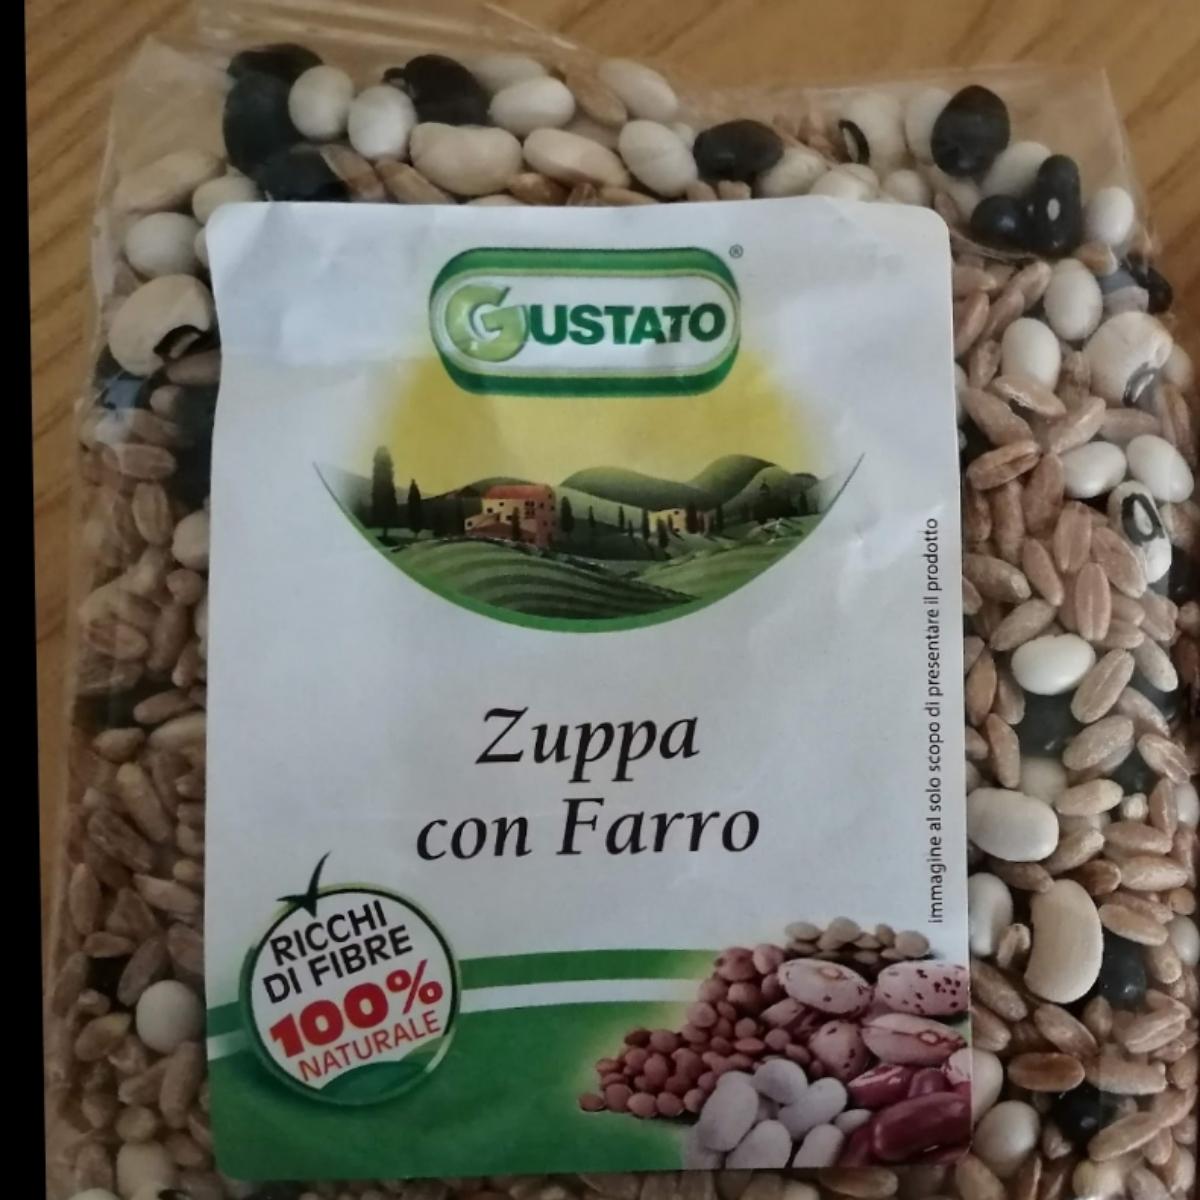 GUSTATO®
Zuppa
con Farro
immagine al solo scopo di presentare il prodotto
RICCHI
DI FIBRE
100%
NATURALE